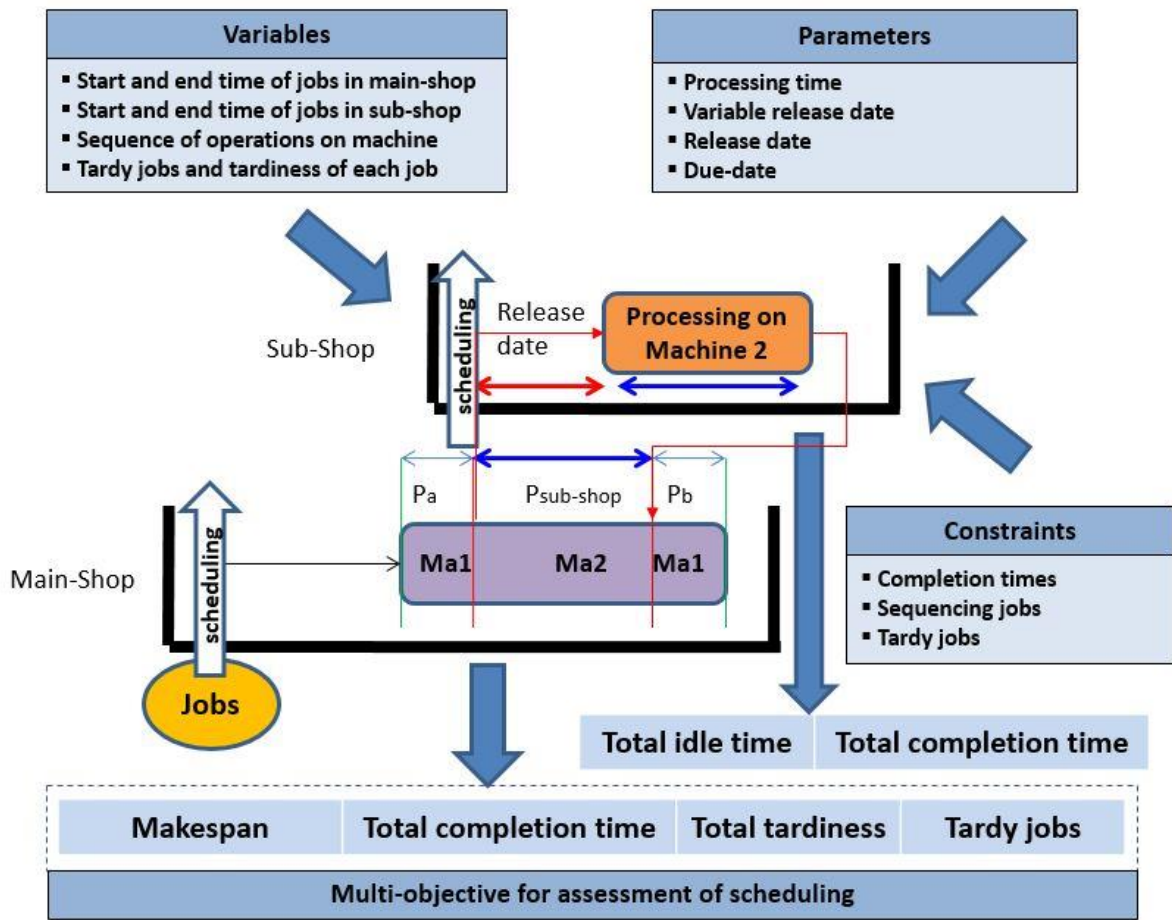 Variables
▪ Start and end time of jobs in main-shop
▪ Start and end time of jobs in sub-shop
▪ Sequence of operations on machine
▪ Tardy jobs and tardiness of each job
Parameters
▪ Processing time
▪ Variable release date
▪ Release date
▪ Due-date
Sub-Shop
scheduling
Release
date
Processing on
Machine 2
Pa
Psub-shop
Pb
Main-Shop
scheduling
Ma1
Ma2
Ma1
Jobs
Constraints
▪ Completion times
▪ Sequencing jobs
▪ Tardy jobs
Total idle time
Total completion time
Makespan
Total completion time
Total tardiness
Tardy jobs
Multi-objective for assessment of scheduling